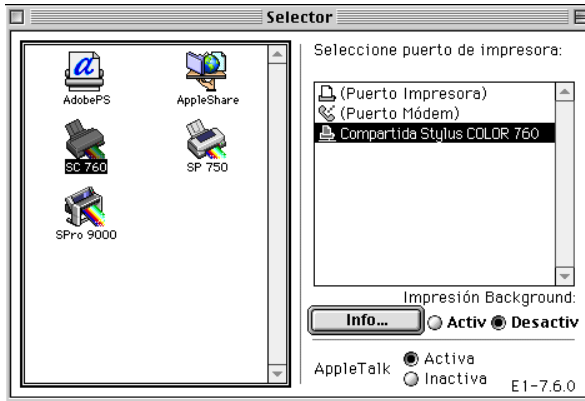 Selector
AdobePS
AppleShare
SC 760
SP 750
SPro 9000
Seleccione puerto de impresora:
(Puerto Impresora)
(Puerto Módem)
Compartida Stylus COLOR 760
Impresión Background:
Info...
Activ
Desactiv
AppleTalk
Activa
Inactiva
E1-7.6.0